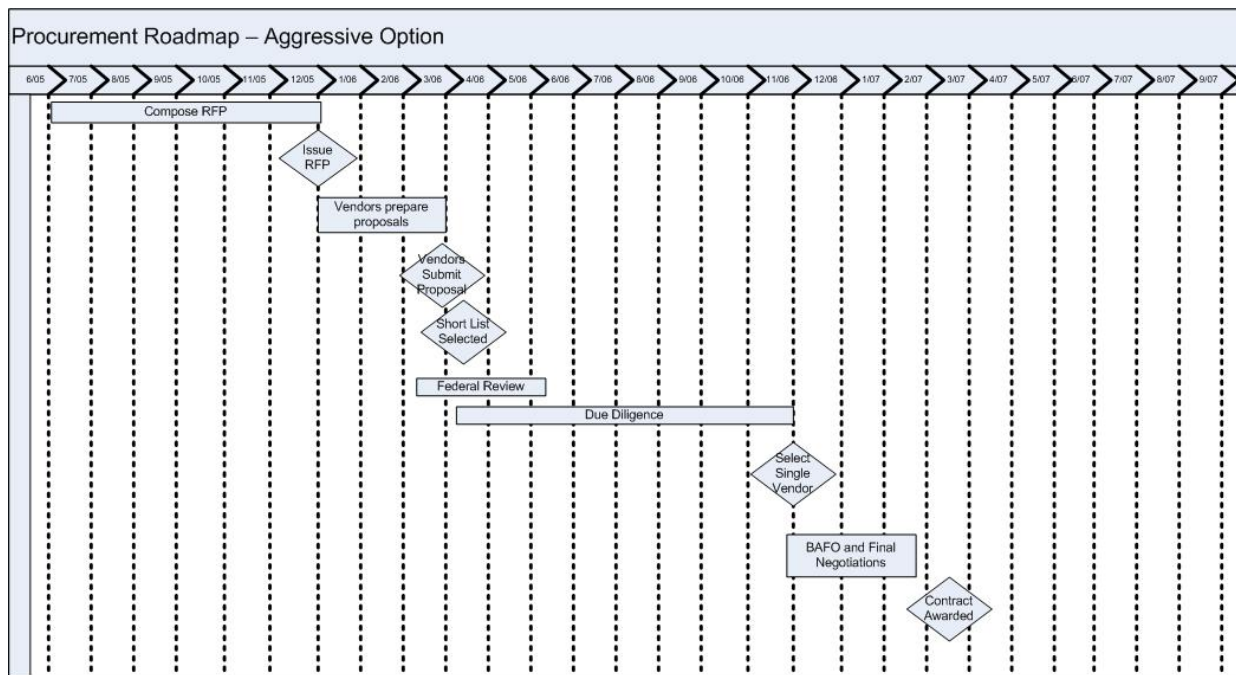 Procurement Roadmap – Aggressive Option
6/05 7/05 8/05 9/05 10/05 11/05 12/05 1/06 2/06 3/06 4/06 5/06 6/06 7/06 8/06 9/06 10/06 11/06 12/06 1/07 2/07 3/07 4/07 5/07 6/07 7/07 8/07 9/07
Compose RFP
Issue
RFP
Vendors prepare
proposals
Vendors
Submit
Proposal
Short List
Selected
Federal Review
Due Diligence
Select
Single
Vendor
BAFO and Final
Negotiations
Contract
Awarded